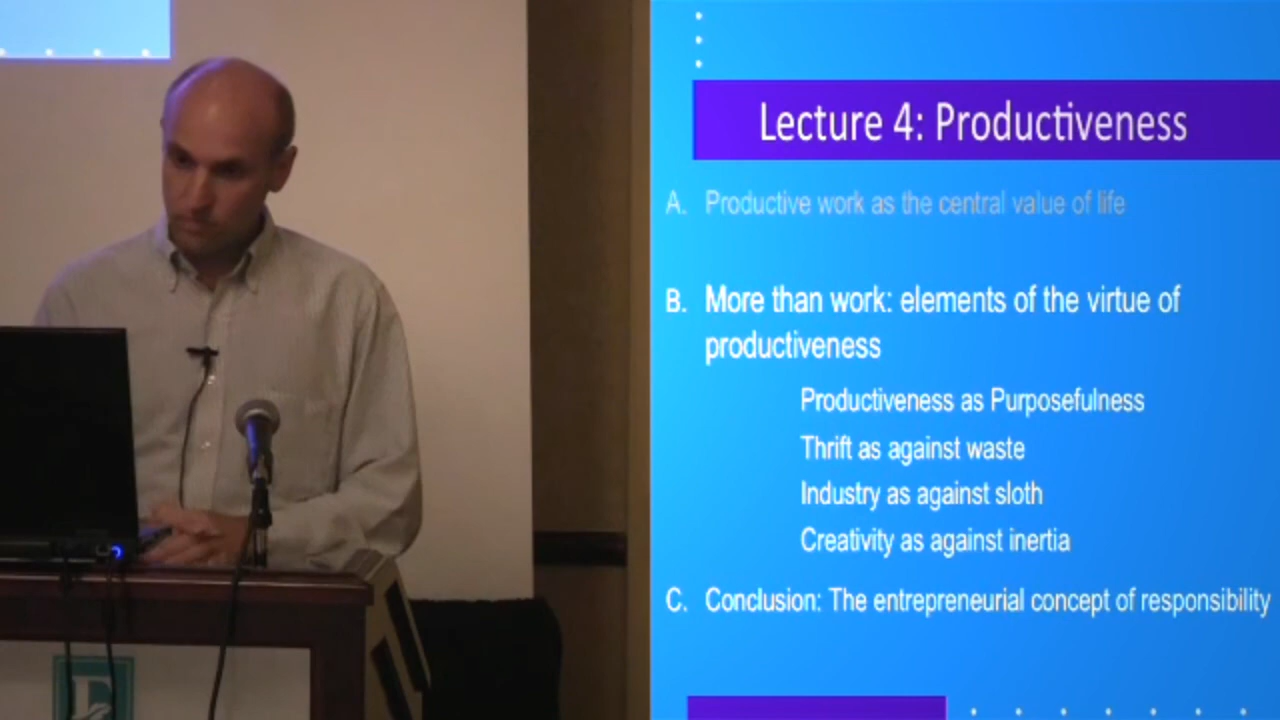 Lecture 4: Productiveness
A. Productive work as the central value of life
B. More than work: elements of the virtue of
productiveness
Productiveness as Purposefulness
Thrift as against waste
Industry as against sloth
Creativity as against inertia
C. Conclusion: The entrepreneurial concept of responsibility